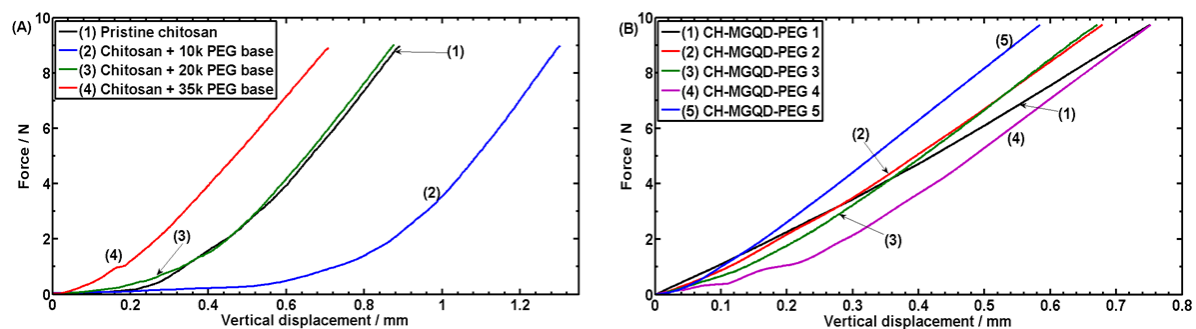 (A)
10
8
6
4
2
0
Force / N
(1) Pristine chitosan
(2) Chitosan + 10k PEG base
(3) Chitosan + 20k PEG base
(4) Chitosan + 35k PEG base
(1)
(2)
(3)
(4)
0 0.2 0.4 0.6 0.8 1 1.2
Vertical displacement / mm
(B)
10
8
6
4
2
0
Force / N
(1) CH-MGQD-PEG 1
(2) CH-MGQD-PEG 2
(3) CH-MGQD-PEG 3
(4) CH-MGQD-PEG 4
(5) CH-MGQD-PEG 5
(5)
(2)
(1)
(4)
(3)
0 0.1 0.2 0.3 0.4 0.5 0.6 0.7 0.8
Vertical displacement / mm